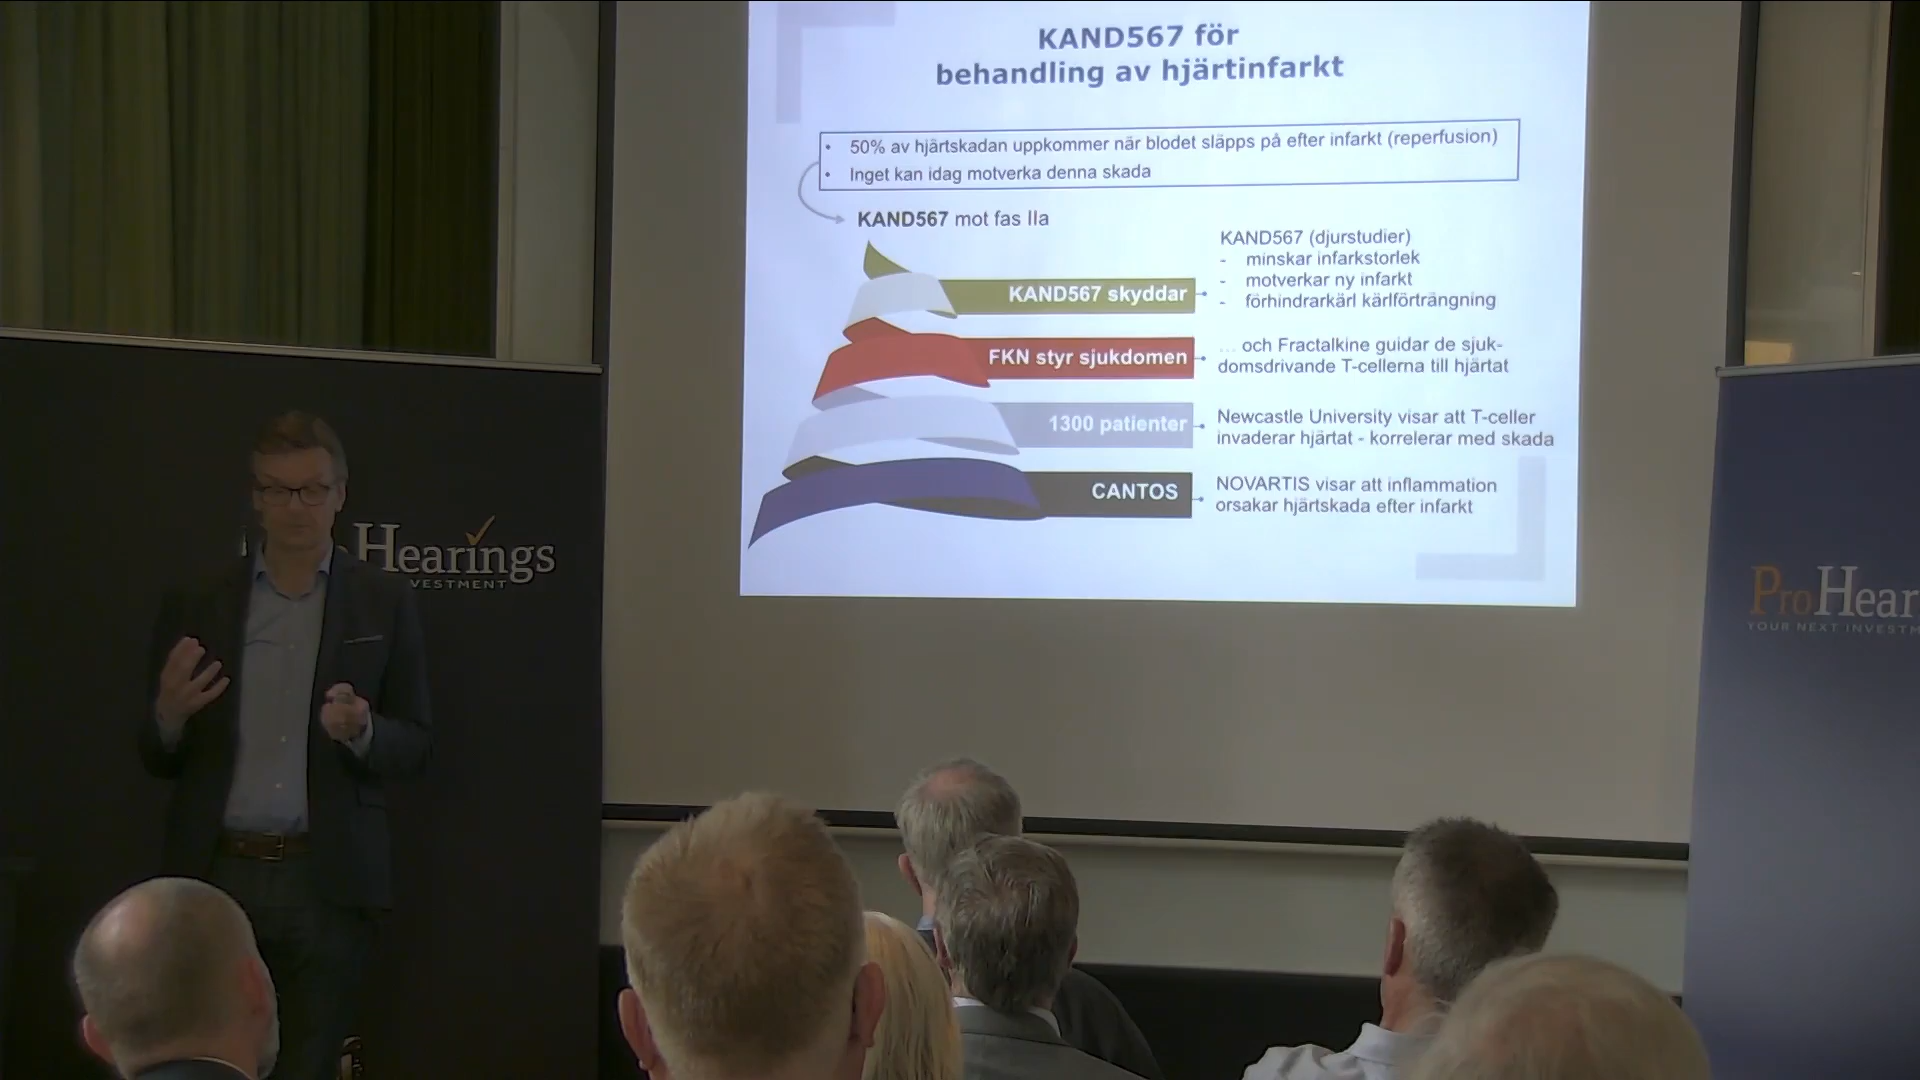 KAND567 för
behandling av hjärtinfarkt
• 50% av hjärtskadan uppkommer när blodet släpps på efter infarkt (reperfusion)
• Inget kan idag motverka denna skada
KAND567 mot fas IIa
KAND567 skyddar
KAND567 (djurstudier)
- minskar infarkstorlek
- motverkar ny infarkt
- förhindrarkärl kärlförträngning
FKN styr sjukdomen
... och Fractalkine guidar de sjuk-
domsdrivande T-cellerna till hjärtat
1300 patienter
Newcastle University visar att T-celler
invaderar hjärtat - korrelerar med skada
CANTOS
NOVARTIS visar att inflammation
orsakar hjärtskada efter infarkt
Hearings
VESTMENT
ProHear
YOUR NEXT INVESTM